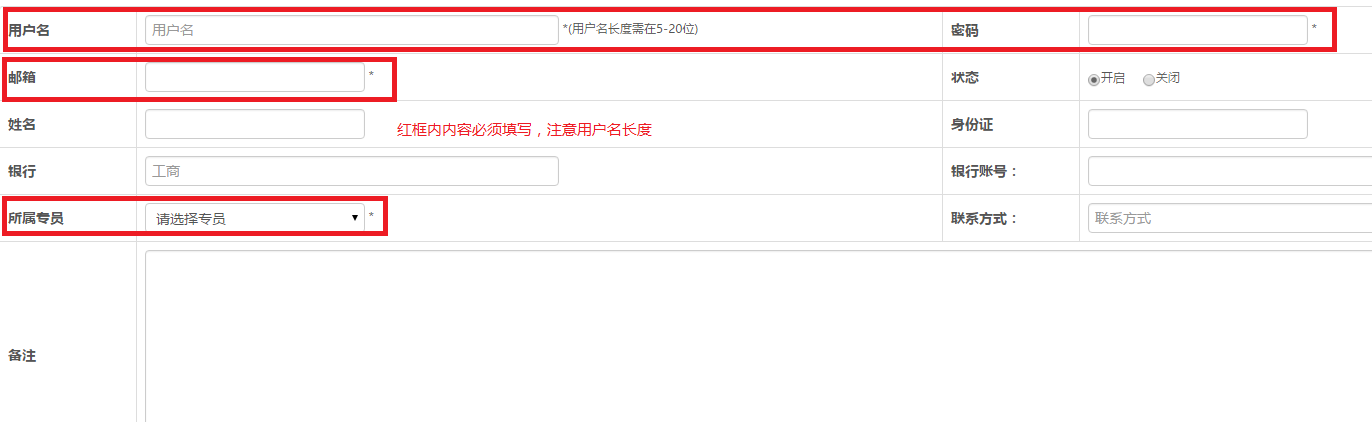 用户名 用户名 *(用户名长度需在5-20位) 密码 *
邮箱 * 状态 开启 关闭
姓名 红框内内容必须填写，注意用户名长度 身份证
银行 工商 银行账号：
所属专员 请选择专员 * 联系方式： 联系方式
备注